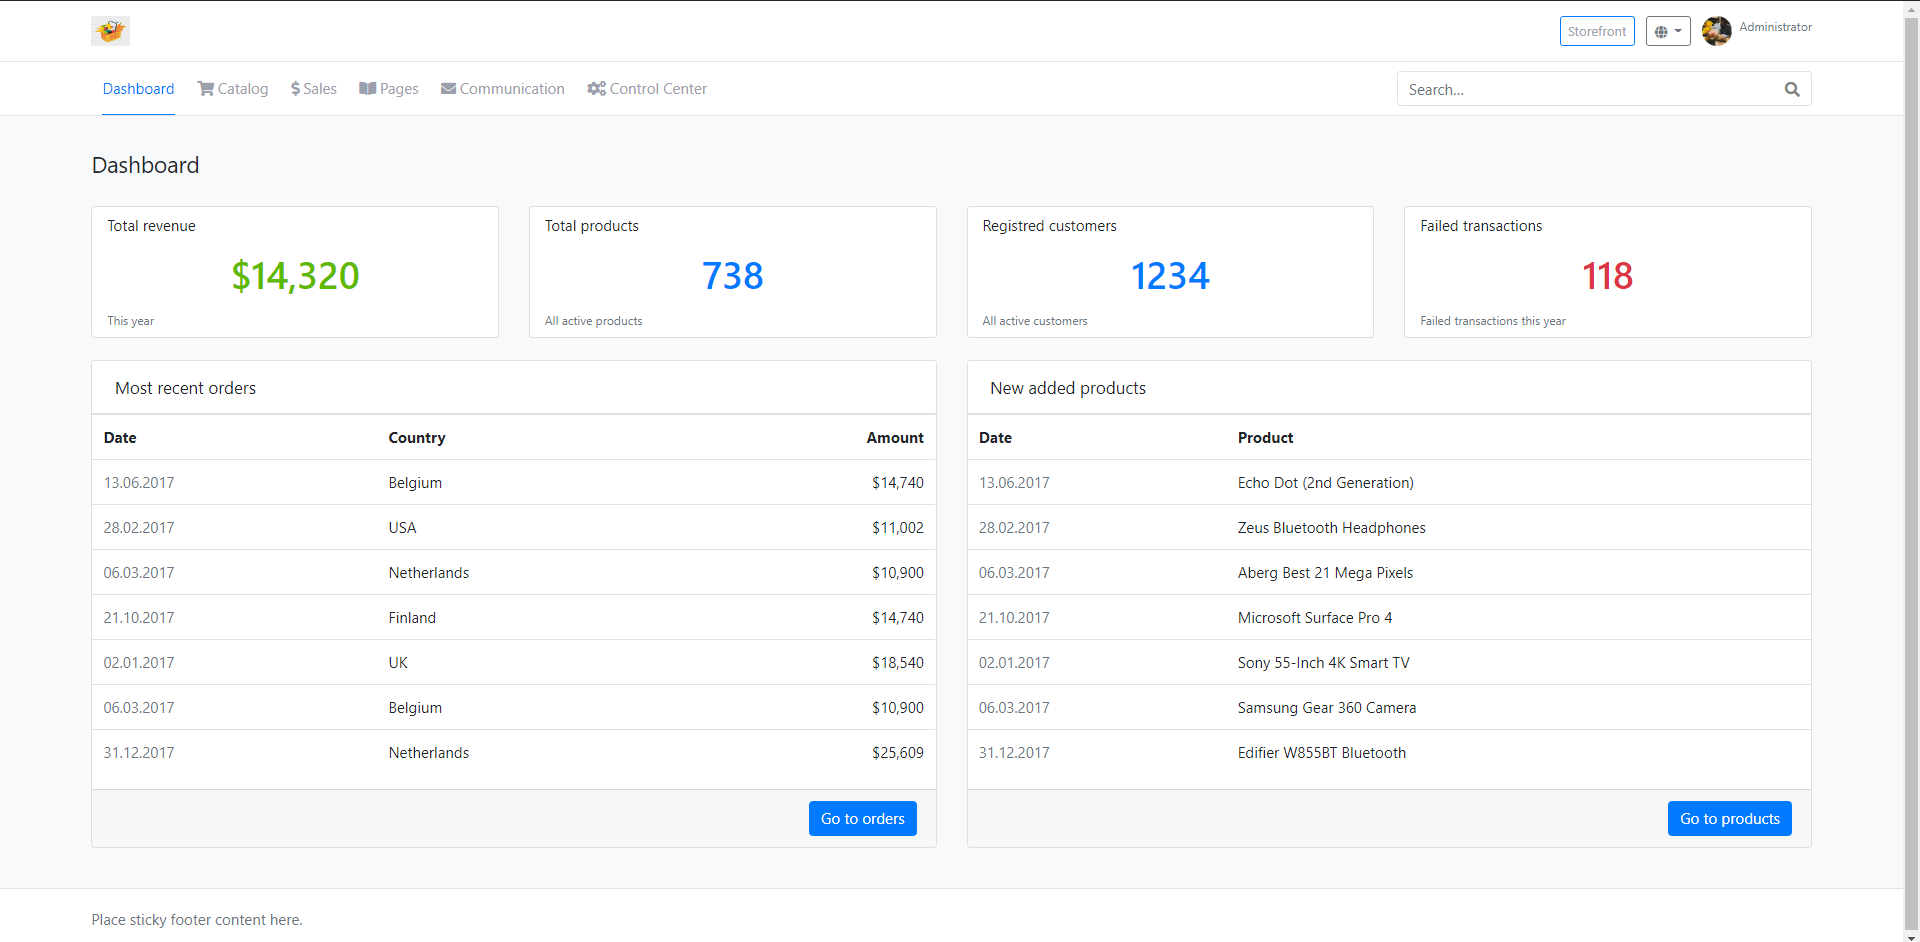 Storefront
Administrator
Dashboard Catalog Sales Pages Communication Control Center Search...
Dashboard
Total revenue
$14,320
This year
Total products
738
All active products
Registred customers
1234
All active customers
Failed transactions
118
Failed transactions this year
Most recent orders
Date Country Amount
13.06.2017 Belgium $14,740
28.02.2017 USA $11,002
06.03.2017 Netherlands $10,900
21.10.2017 Finland $14,740
02.01.2017 UK $18,540
06.03.2017 Belgium $10,900
31.12.2017 Netherlands $25,609
Go to orders
New added products
Date Product
13.06.2017 Echo Dot (2nd Generation)
28.02.2017 Zeus Bluetooth Headphones
06.03.2017 Aberg Best 21 Mega Pixels
21.10.2017 Microsoft Surface Pro 4
02.01.2017 Sony 55-Inch 4K Smart TV
06.03.2017 Samsung Gear 360 Camera
31.12.2017 Edifier W855BT Bluetooth
Go to products
Place sticky footer content here.